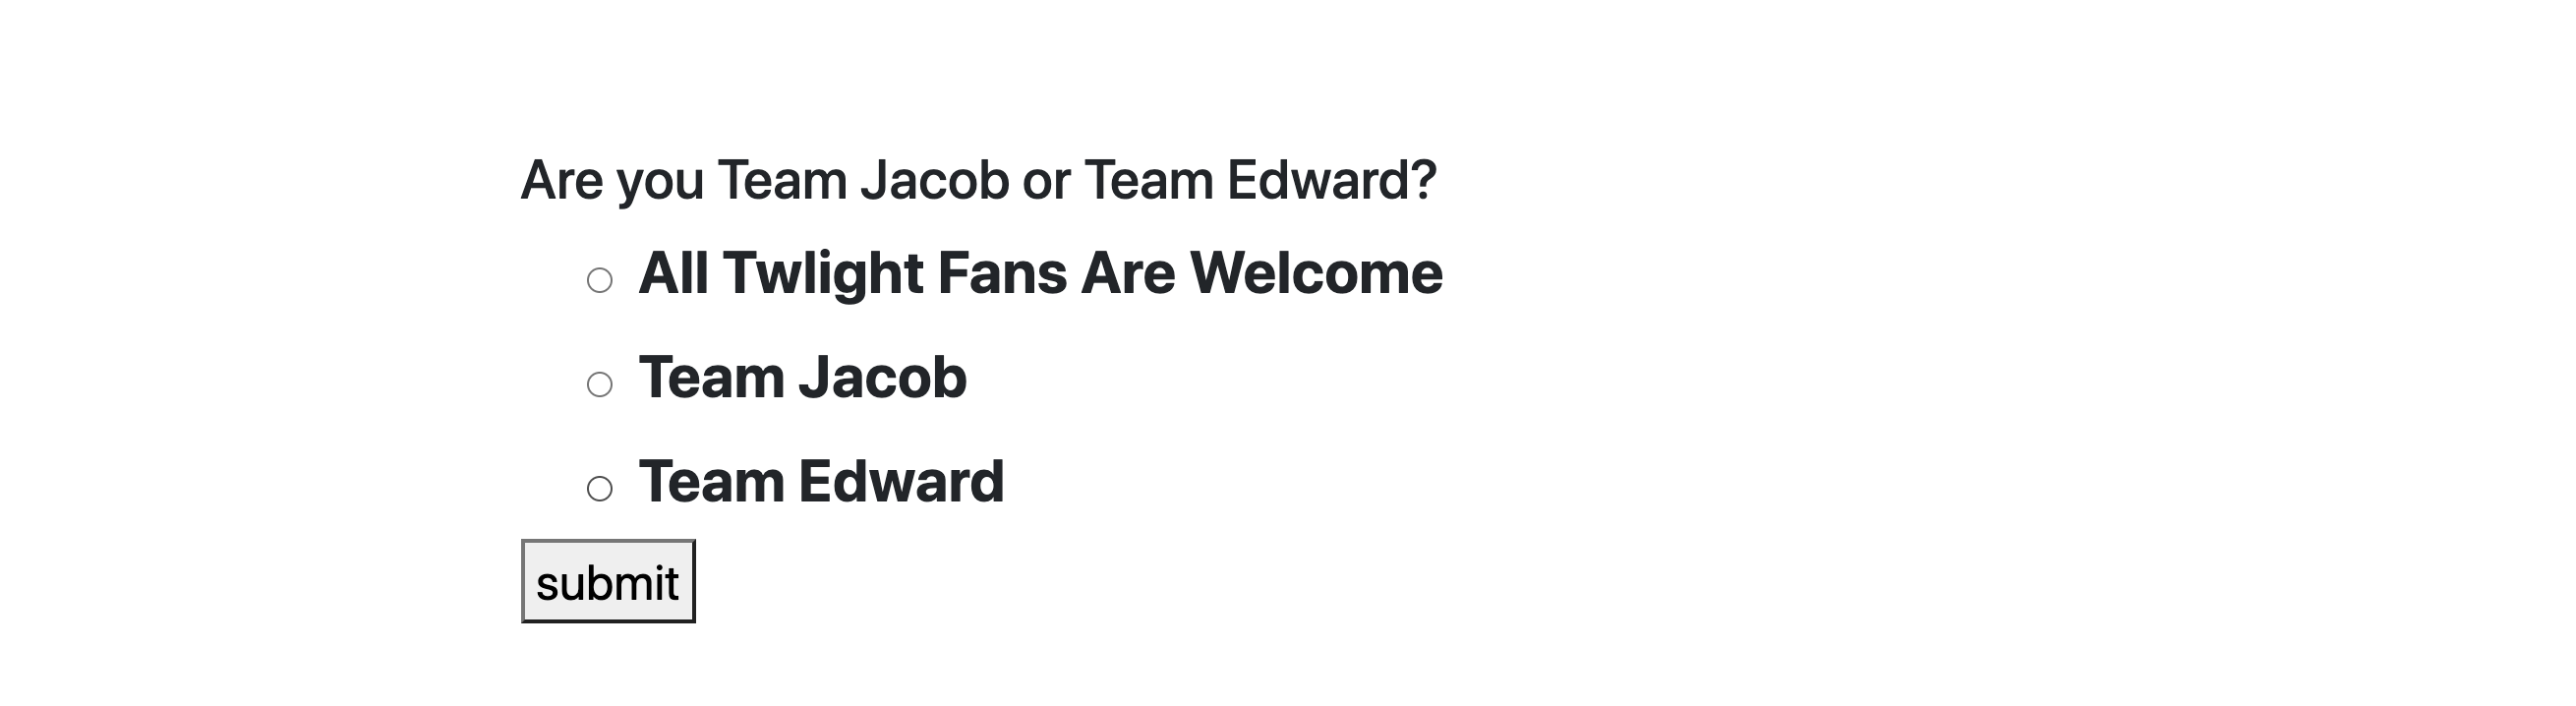 Are you Team Jacob or Team Edward?
All Twlight Fans Are Welcome
Team Jacob
Team Edward
submit